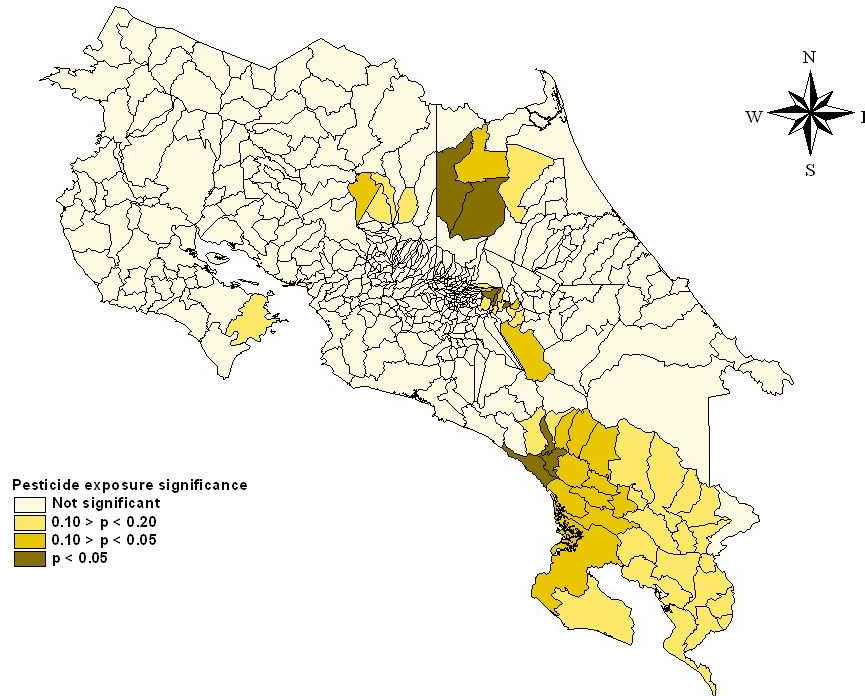 N
W
E
S
Pesticide exposure significance
Not significant
0.10 > p < 0.20
0.10 > p < 0.05
p < 0.05